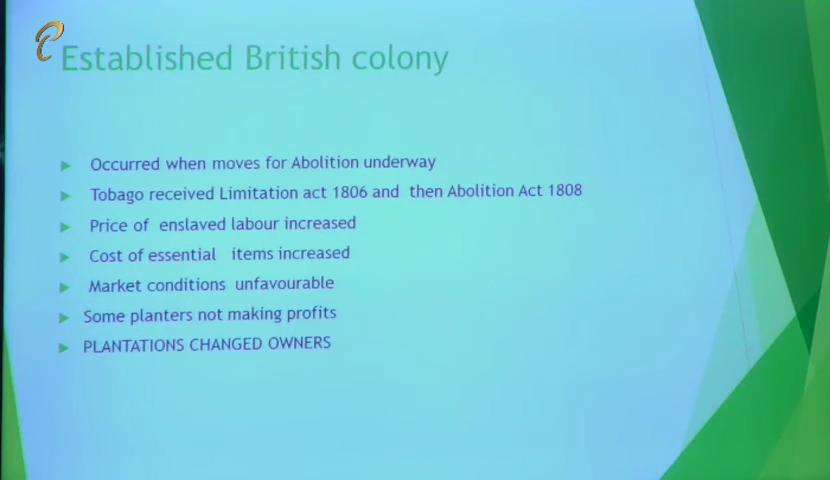 Established British colony
Occurred when moves for Abolition underway
Tobago received Limitation act 1806 and then Abolition Act 1808
Price of enslaved labour increased
Cost of essential items increased
Market conditions unfavourable
Some planters not making profits
PLANTATIONS CHANGED OWNERS